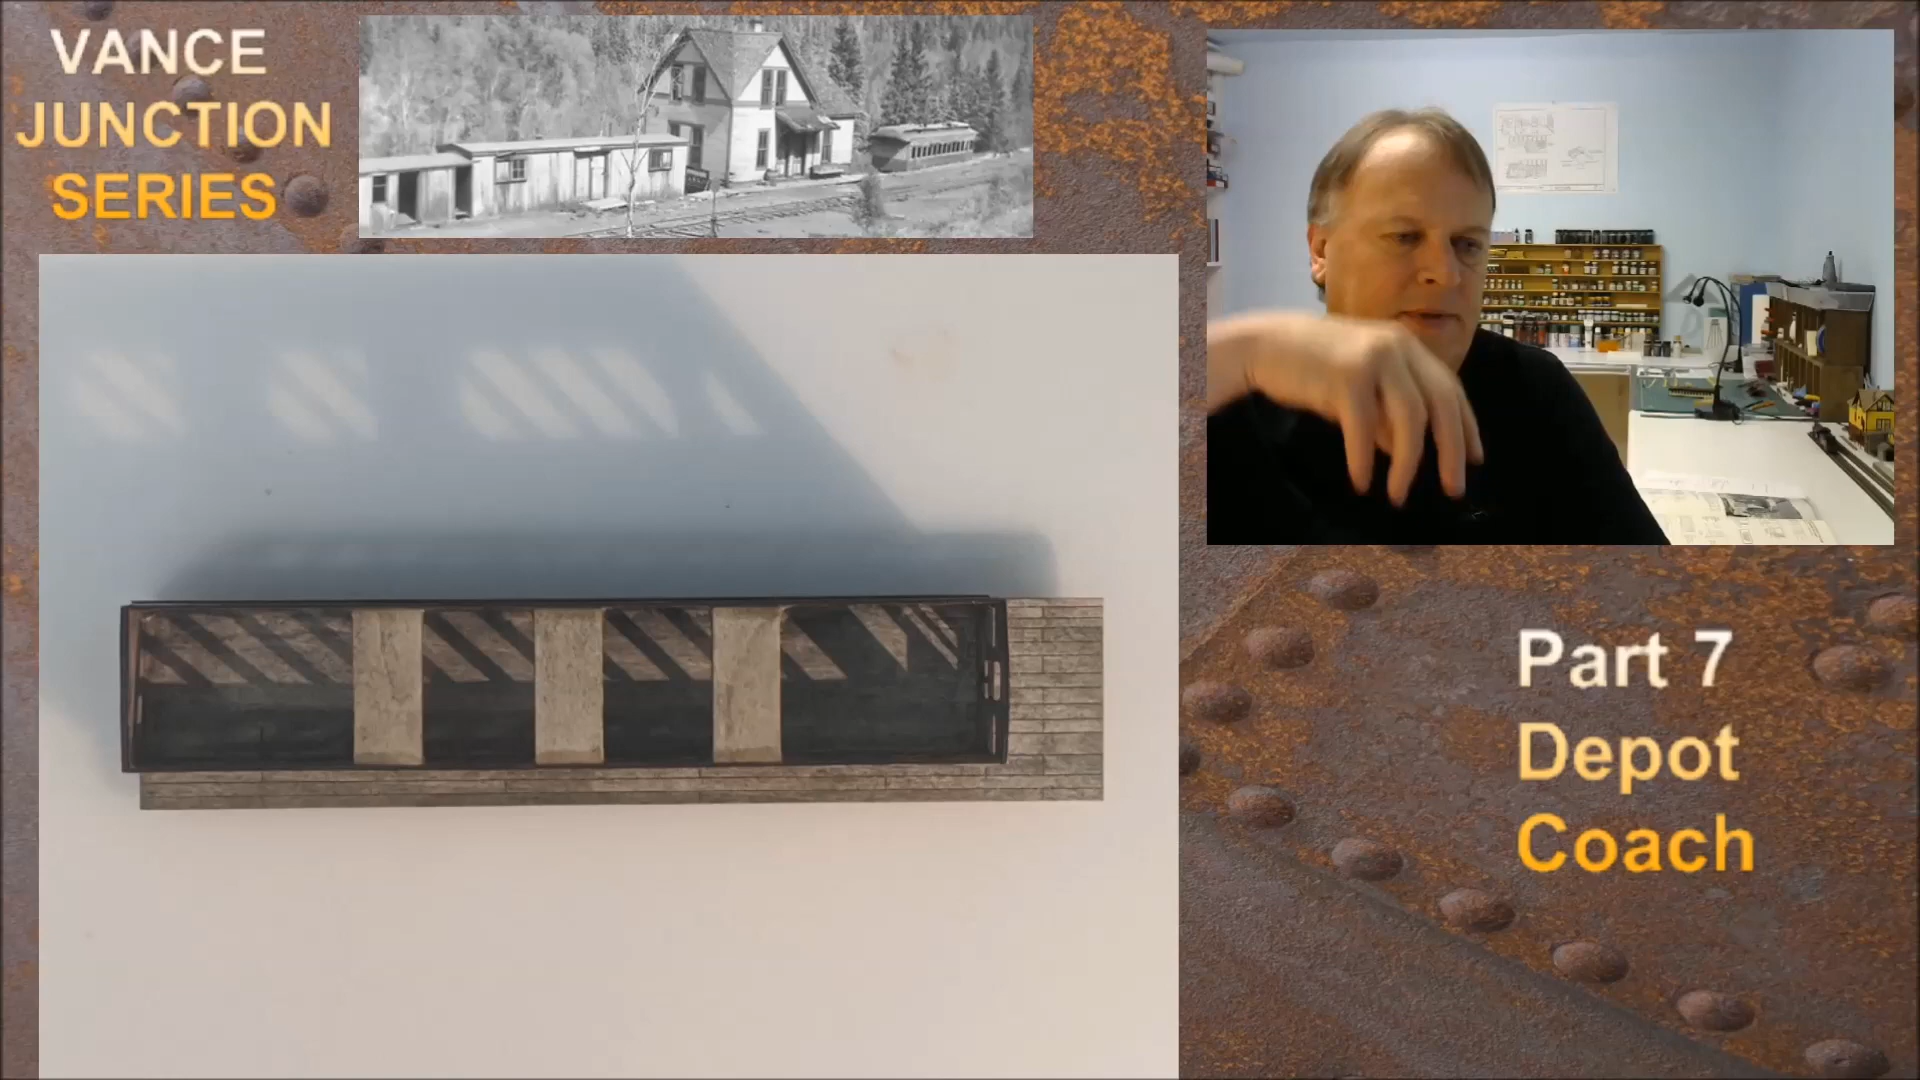 VANCE
JUNCTION
SERIES
Part 7
Depot
Coach